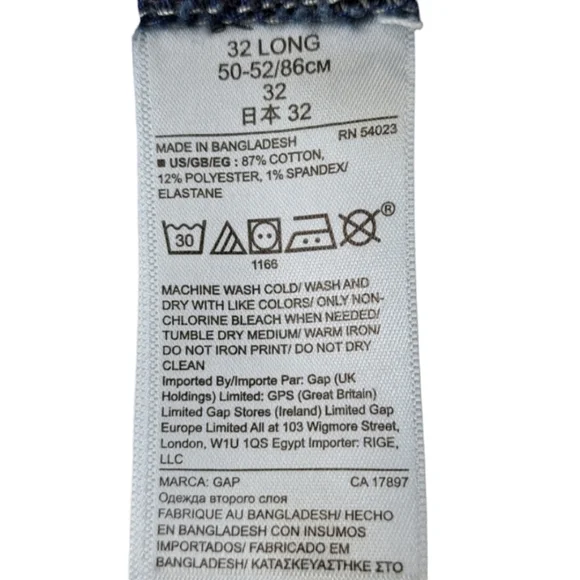 32 LONG
50-52/86CM
32
日本 32
MADE IN BANGLADESH RN 54023
■ US/GB/EG : 87% COTTON,
12% POLYESTER, 1% SPANDEX/
ELASTANE
30
®
1166
MACHINE WASH COLD/ WASH AND
DRY WITH LIKE COLORS/ ONLY NON-
CHLORINE BLEACH WHEN NEEDED/
TUMBLE DRY MEDIUM/ WARM IRON/
DO NOT IRON PRINT/ DO NOT DRY
CLEAN
Imported By/Importe Par: Gap (UK
Holdings) Limited: GPS (Great Britain)
Limited Gap Stores (Ireland) Limited Gap
Europe Limited All at 103 Wigmore Street,
London, W1U 1QS Egypt Importer: RIGE,
LLC
MARCA: GAP CA 17897
Одежда второго слоя
FABRIQUE AU BANGLADESH/ HECHO
EN BANGLADESH CON INSUMOS
IMPORTADOS/ FABRICADO EM
BANGLADESH/ ΚΑΤΑΣΚΕΥΑΣΤΗΚΕ ΣΤΟ